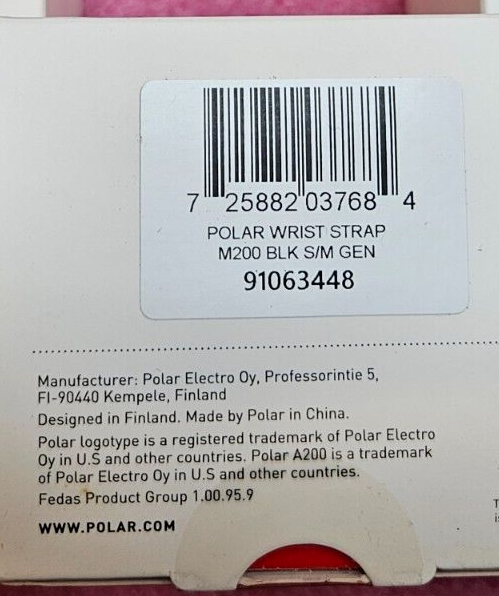 7 25882 03768 4
POLAR WRIST STRAP
M200 BLK S/M GEN
91063448
Manufacturer: Polar Electro Oy, Professorintie 5,
FI-90440 Kempele, Finland
Designed in Finland. Made by Polar in China.
Polar logotype is a registered trademark of Polar Electro
Oy in U.S and other countries. Polar A200 is a trademark
of Polar Electro Oy in U.S and other countries.
Fedas Product Group 1.00.95.9
WWW.POLAR.COM